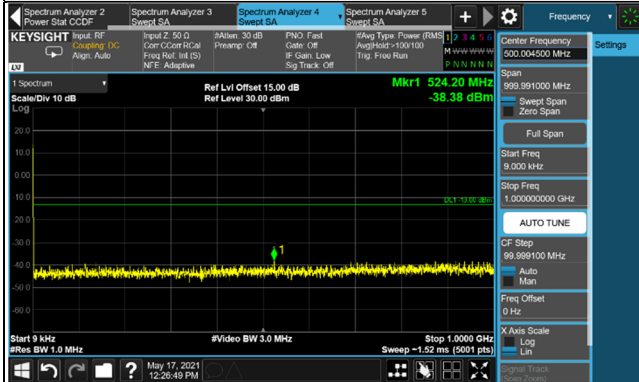 Spectrum Analyzer 2
Power Stat CCDF
Spectrum Analyzer 3
Swept SA
Spectrum Analyzer 4
Swept SA
Spectrum Analyzer 5
Swept SA
+
Frequency
KEYSIGHT
Input: RF
Coupling: DC
Align: Auto
Input Z: 50 Ω
Corr CCorr RCal
Freq Ref: Int (S)
NFE: Adaptive
#Atten: 30 dB
Preamp: Off
PNO: Fast
Gate: Off
IF Gain: Low
Sig Track: Off
#Avg Type: Power (RMS
Avg|Hold:>100/100
Trig: Free Run
1 2 3 4 5 6
M W W W W W
P N N N N N
LXI
1 Spectrum
Scale/Div 10 dB
Log
Ref Lvl Offset 15.00 dB
Ref Level 30.00 dBm
Mkr1 524.20 MHz
-38.38 dBm
20.0
10.0
0.00
-10.0
-20.0
-30.0
-40.0
-50.0
-60.0
DL1 -13.00 dBm
1
Start 9 kHz
#Res BW 1.0 MHz
#Video BW 3.0 MHz
Stop 1.0000 GHz
Sweep ~1.52 ms (5001 pts)
Center Frequency
500.004500 MHz
Settings
Span
999.991000 MHz
Swept Span
Zero Span
Full Span
Start Freq
9.000 kHz
Stop Freq
1.000000000 GHz
AUTO TUNE
CF Step
99.999100 MHz
Auto
Man
Freq Offset
0 Hz
X Axis Scale
Log
Lin
Signal Track
(Span Zoom)
?
May 17, 2021
12:26:49 PM